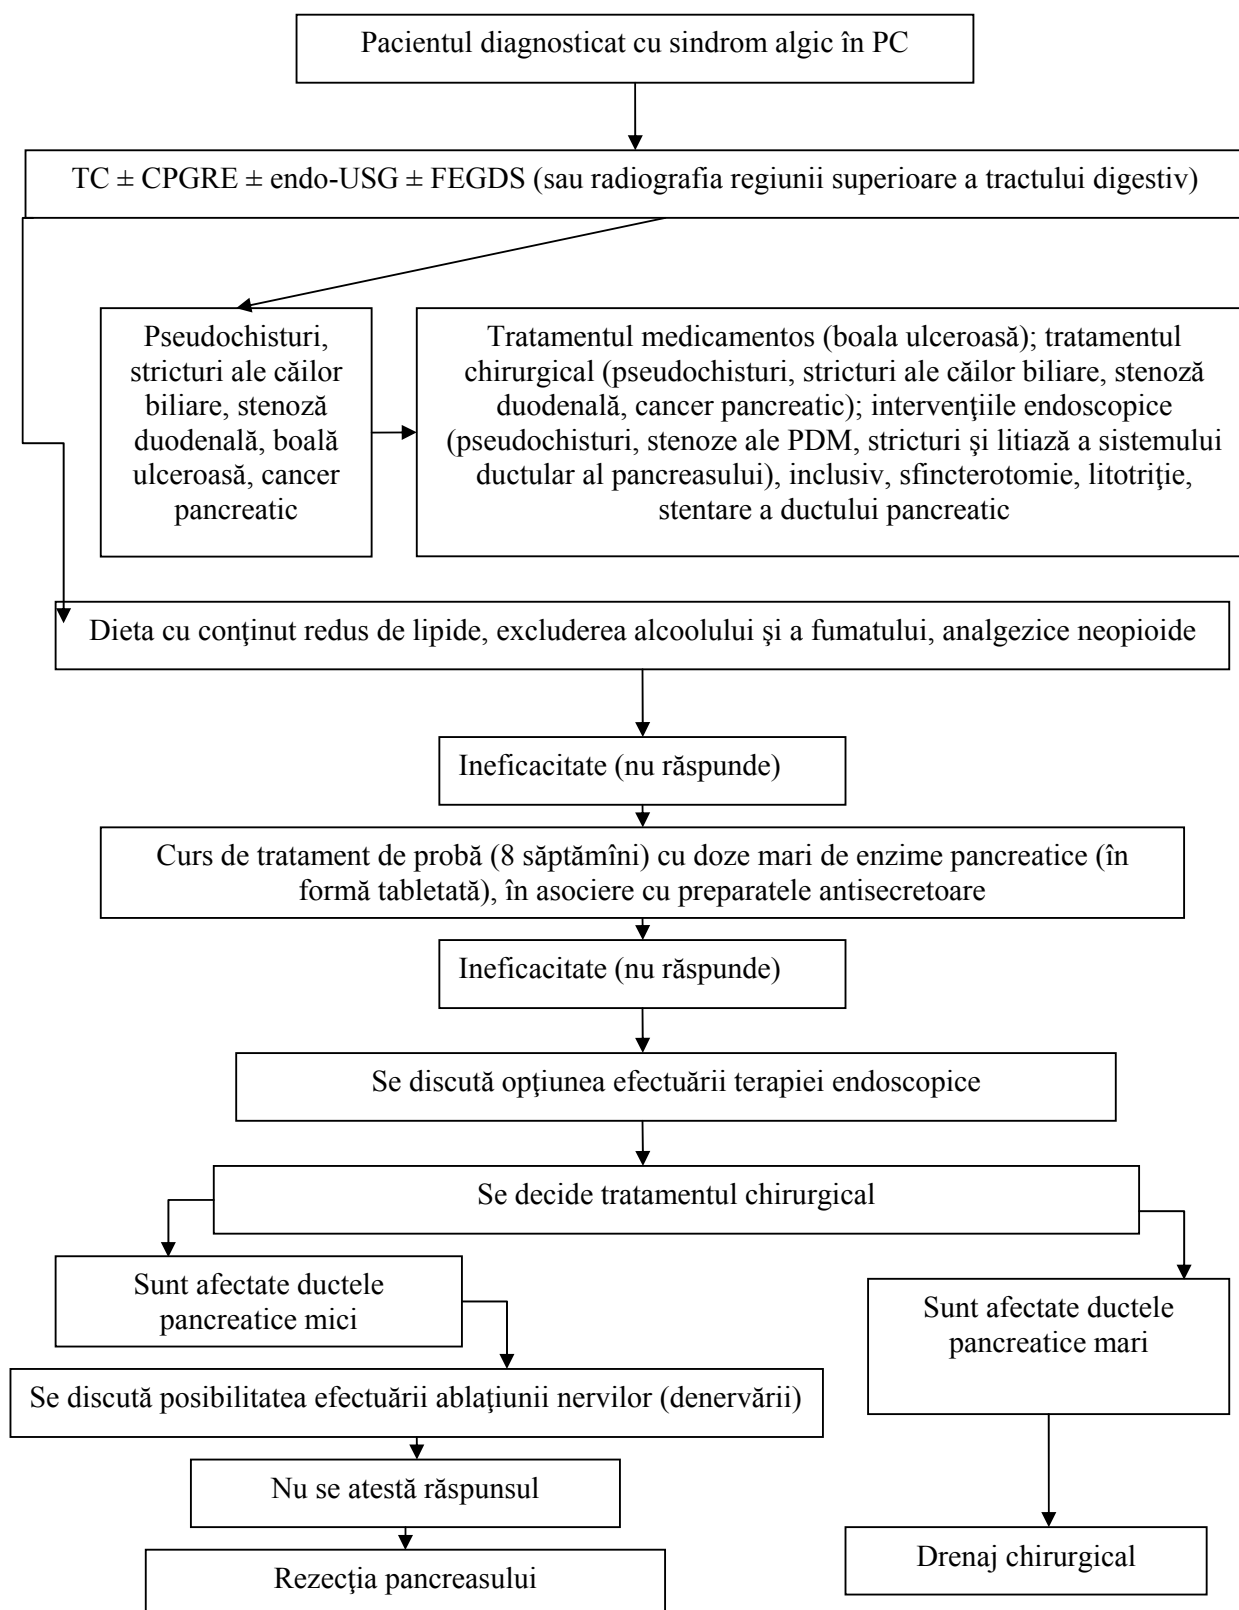 Pacientul diagnosticat cu sindrom algic în PC
TC ± CPGRE ± endo-USG ± FEGDS (sau radiografia regiunii superioare a tractului digestiv)
Pseudochisturi,
stricturi ale căilor
biliare, stenoză
duodenală, boală
ulceroasă, cancer
pancreatic
Tratamentul medicamentos (boala ulceroasă); tratamentul
chirurgical (pseudochisturi, stricturi ale căilor biliare, stenoză
duodenală, cancer pancreatic); intervenţiile endoscopice
(pseudochisturi, stenoze ale PDM, stricturi şi litiază a sistemului
ductular al pancreasului), inclusiv, sfincterotomie, litotriţie,
stentare a ductului pancreatic
Dieta cu conţinut redus de lipide, excluderea alcoolului şi a fumatului, analgezice neopioide
Ineficacitate (nu răspunde)
Curs de tratament de probă (8 săptămîni) cu doze mari de enzime pancreatice (în
formă tabletată), în asociere cu preparatele antisecretoare
Ineficacitate (nu răspunde)
Se discută opţiunea efectuării terapiei endoscopice
Se decide tratamentul chirurgical
Sunt afectate ductele
pancreatice mici
Sunt afectate ductele
pancreatice mari
Se discută posibilitatea efectuării ablaţiunii nervilor (denervării)
Nu se atestă răspunsul
Rezecţia pancreasului
Drenaj chirurgical